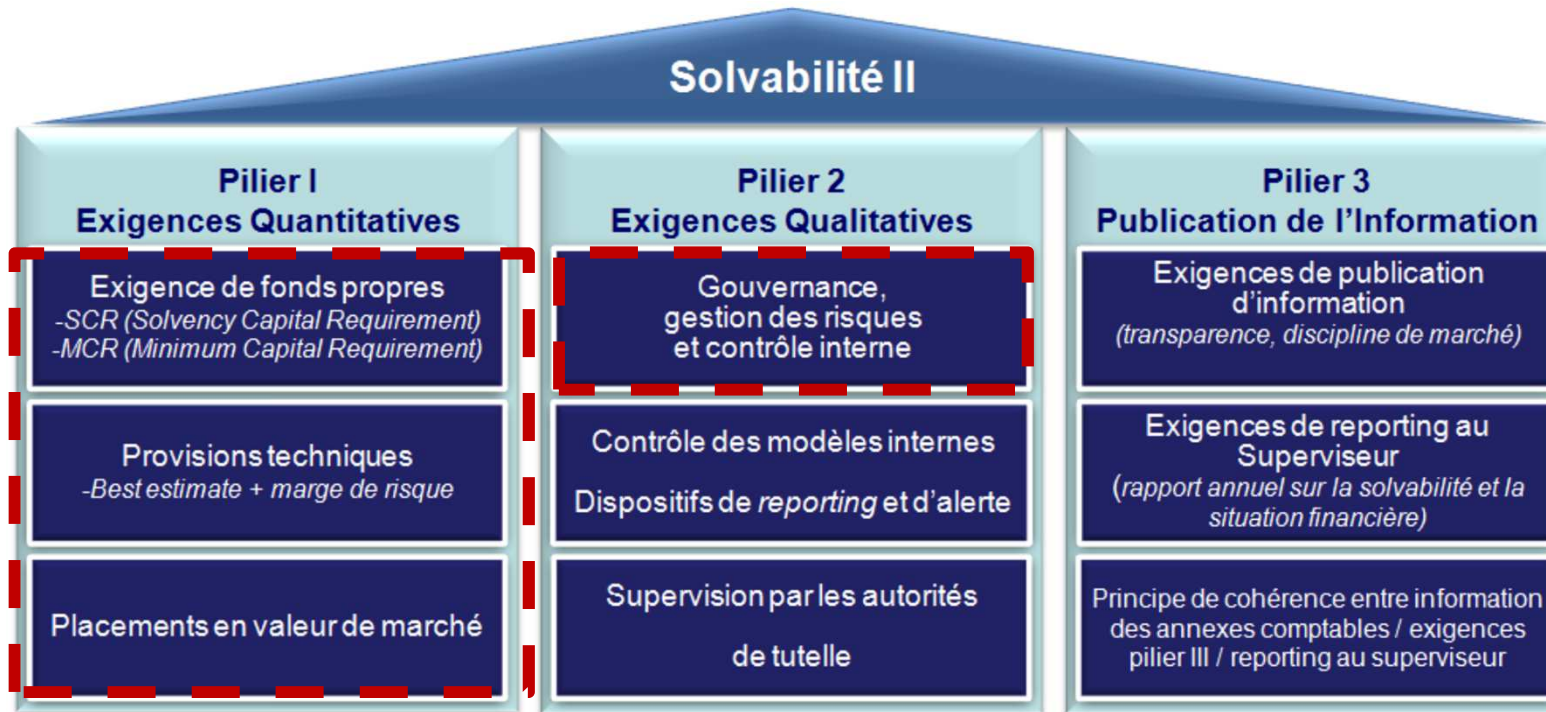 Solvabilité II
Pilier I
Exigences Quantitatives
Exigence de fonds propres
-SCR (Solvency Capital Requirement)
-MCR (Minimum Capital Requirement)
Provisions techniques
-Best estimate + marge de risque
Placements en valeur de marché
Pilier 2
Exigences Qualitatives
Gouvernance,
gestion des risques
et contrôle interne
Contrôle des modèles internes
Dispositifs de reporting et d'alerte
Supervision par les autorités
de tutelle
Pilier 3
Publication de l'Information
Exigences de publication
d'information
(transparence, discipline de marché)
Exigences de reporting au
Superviseur
(rapport annuel sur la solvabilité et la
situation financière)
Principe de cohérence entre information
des annexes comptables / exigences
pilier III / reporting au superviseur